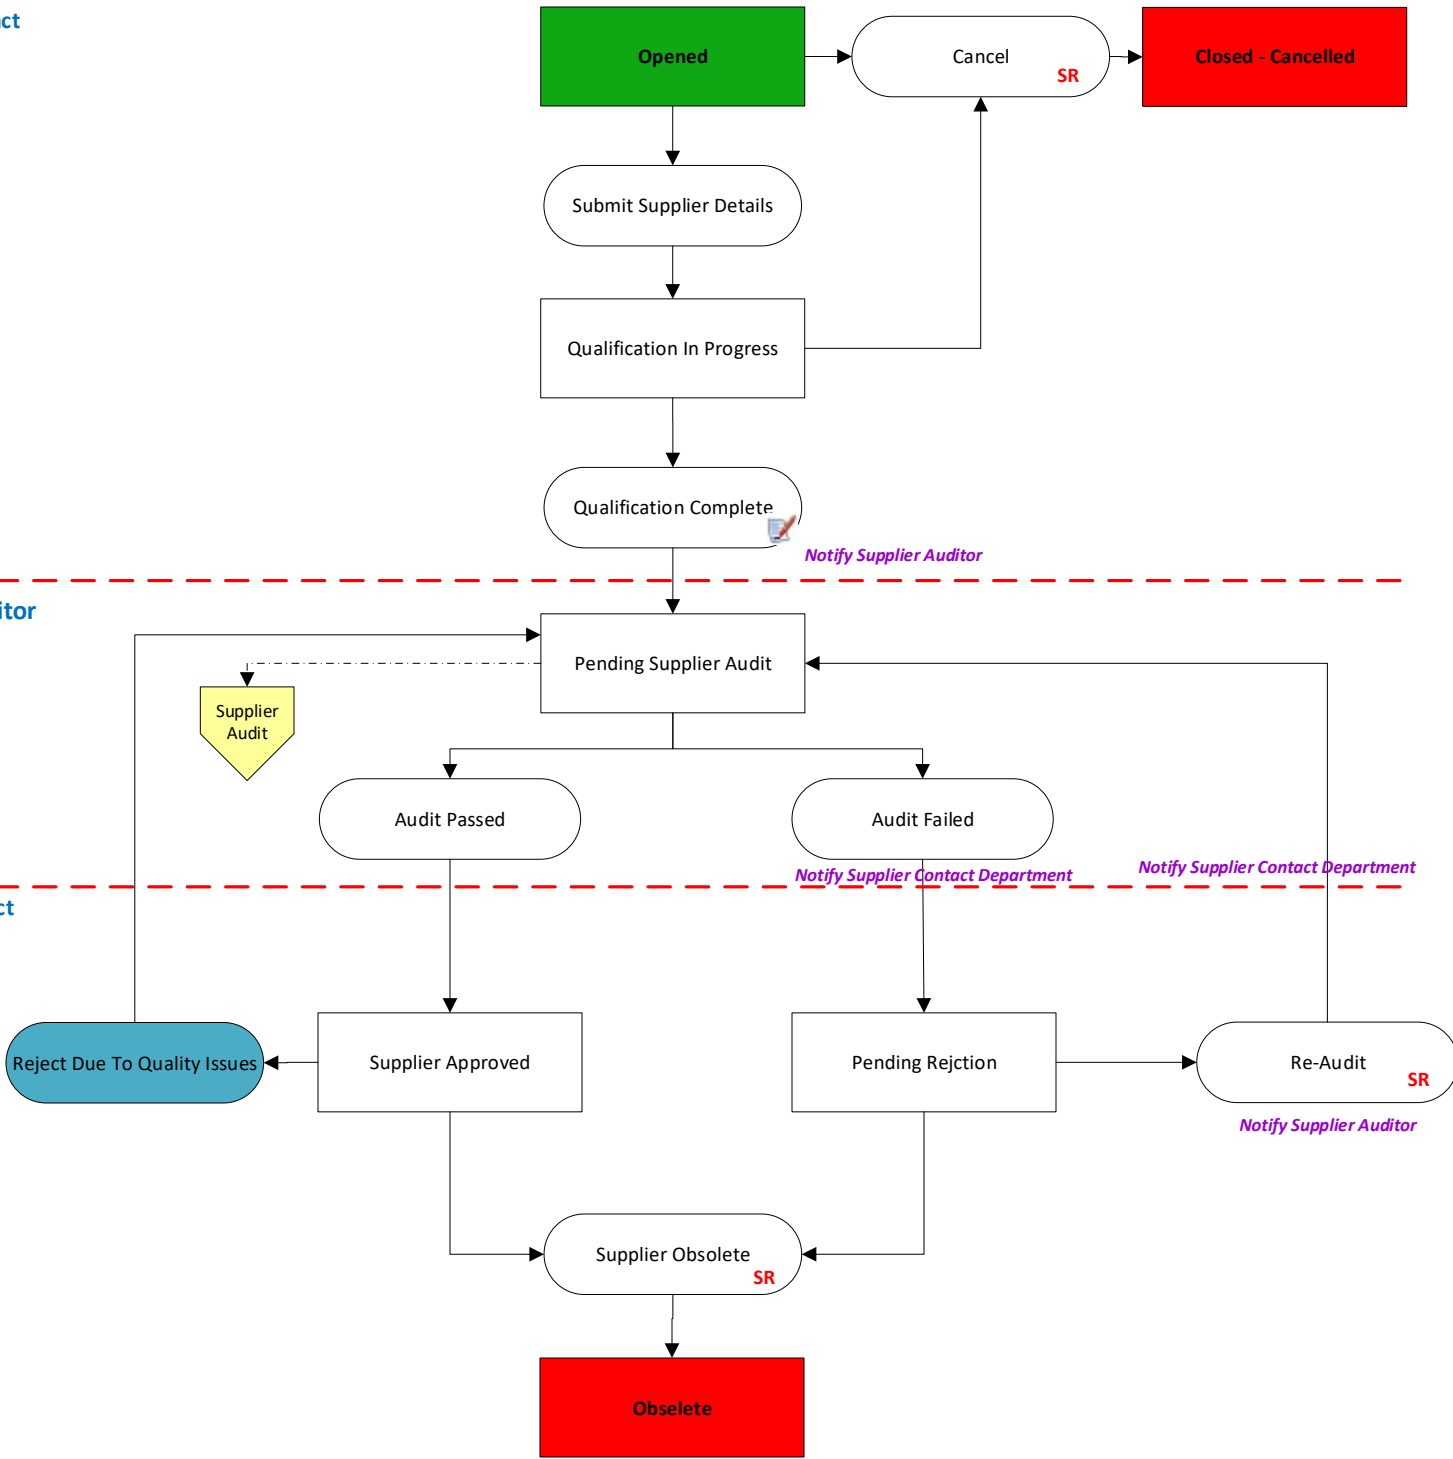 ct
Opened
Cancel
SR
Closed - Cancelled
Submit Supplier Details
Qualification In Progress
Qualification Complete
Notify Supplier Auditor
itor
Pending Supplier Audit
Supplier
Audit
Audit Passed
Audit Failed
Notify Supplier Contact Department
Notify Supplier Contact Department
ct
Reject Due To Quality Issues
Supplier Approved
Pending Rejction
Re-Audit
SR
Notify Supplier Auditor
Supplier Obsolete
SR
Obselete